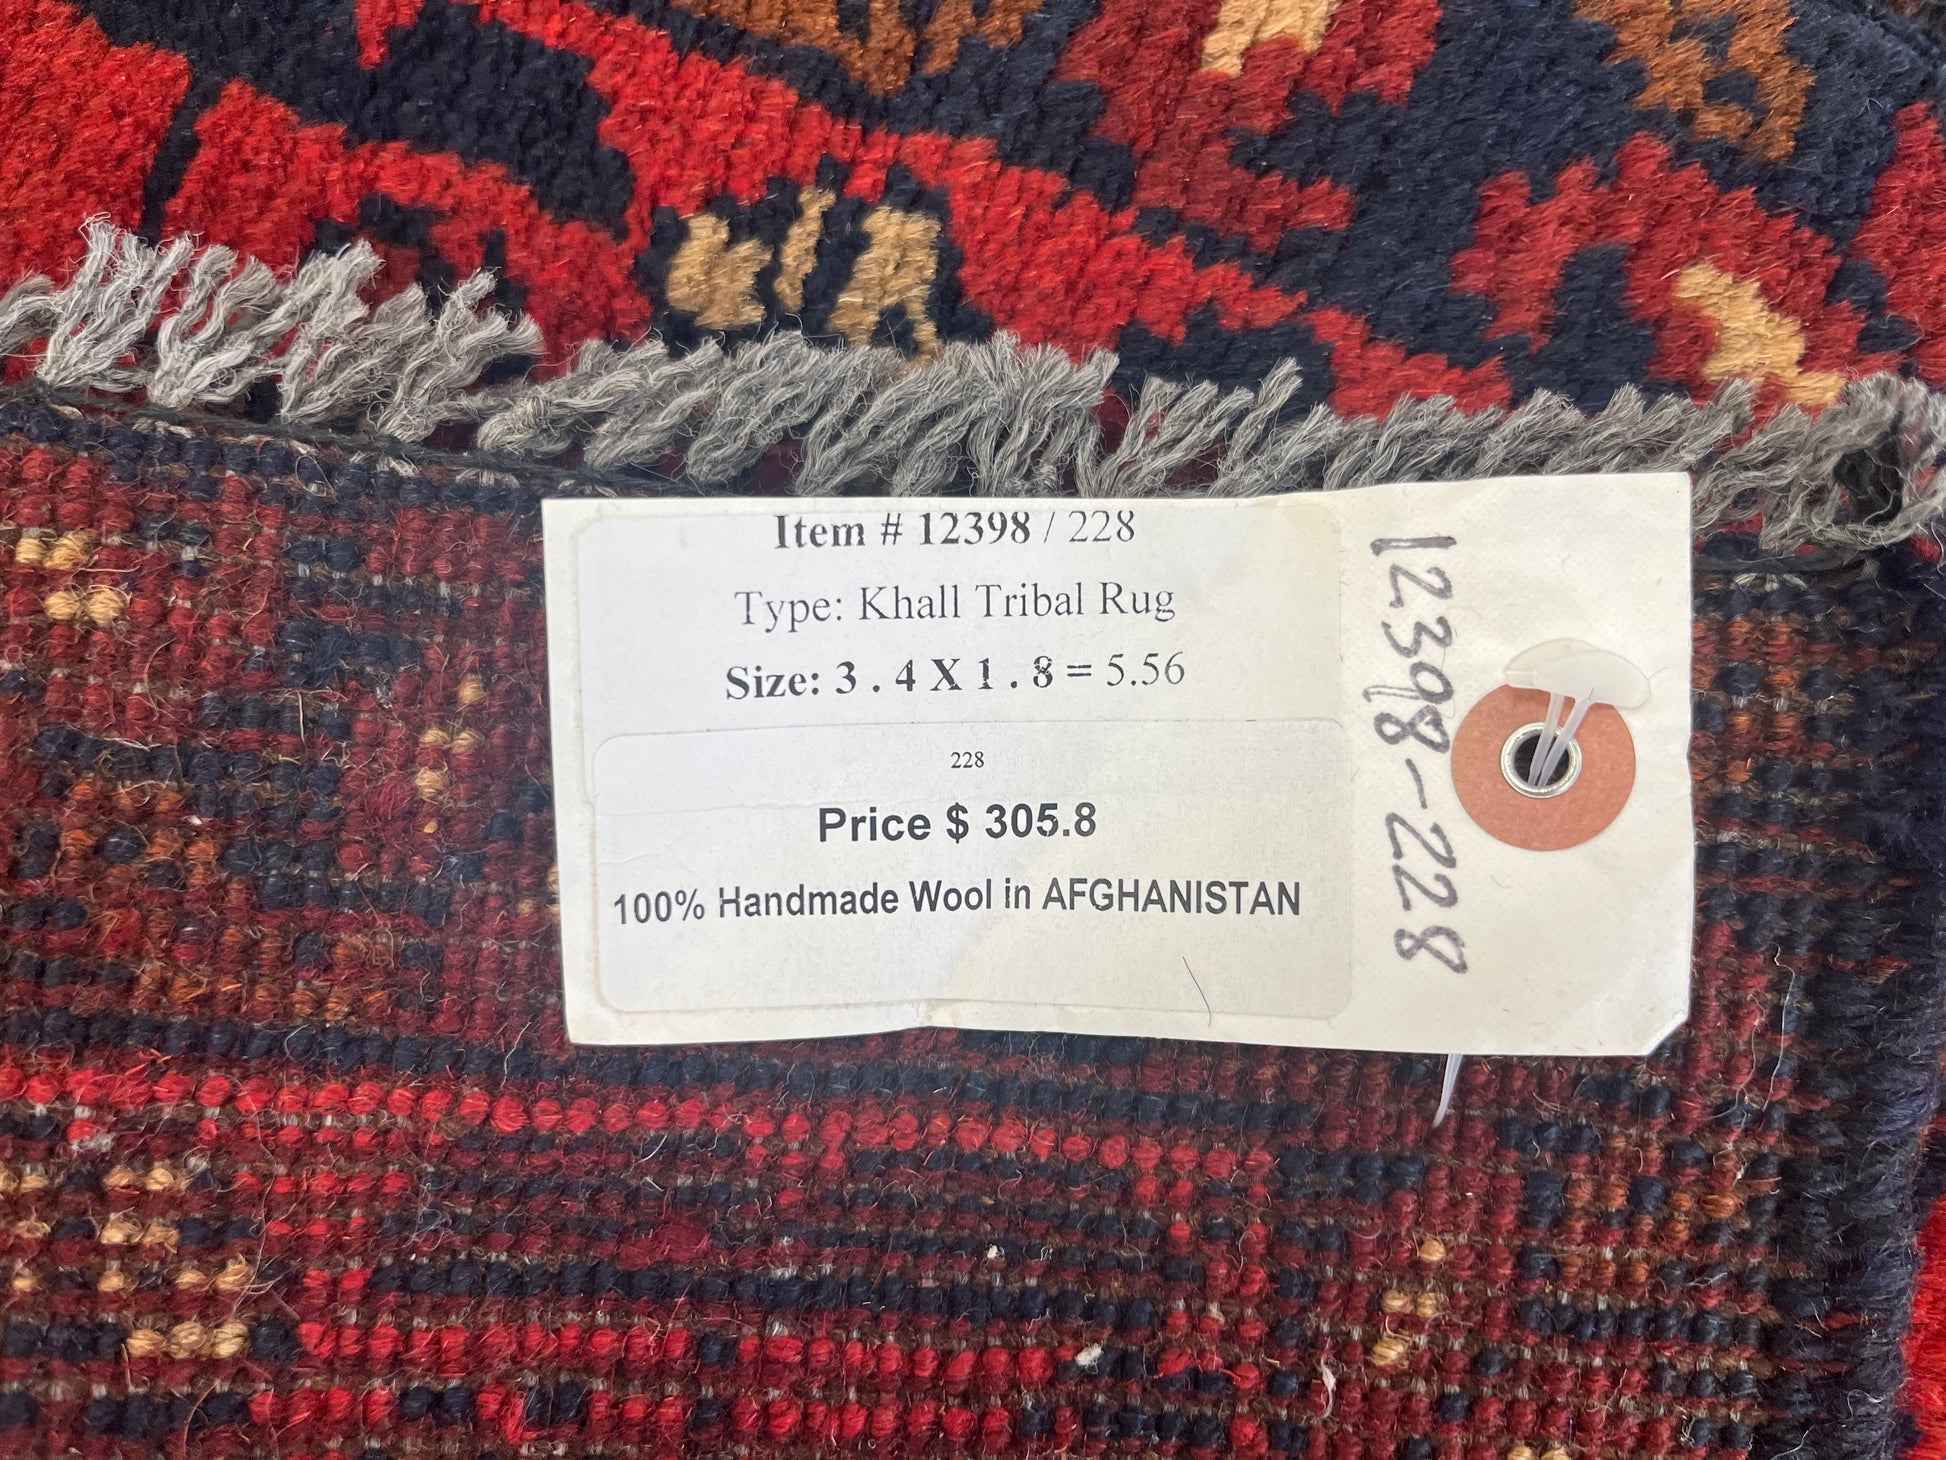 Item # 12398 / 228
Type: Khall Tribal Rug
Size: 3 . 4 X 1 . 8 = 5.56
228
Price $ 305.8
100% Handmade Wool in AFGHANISTAN
12398-228